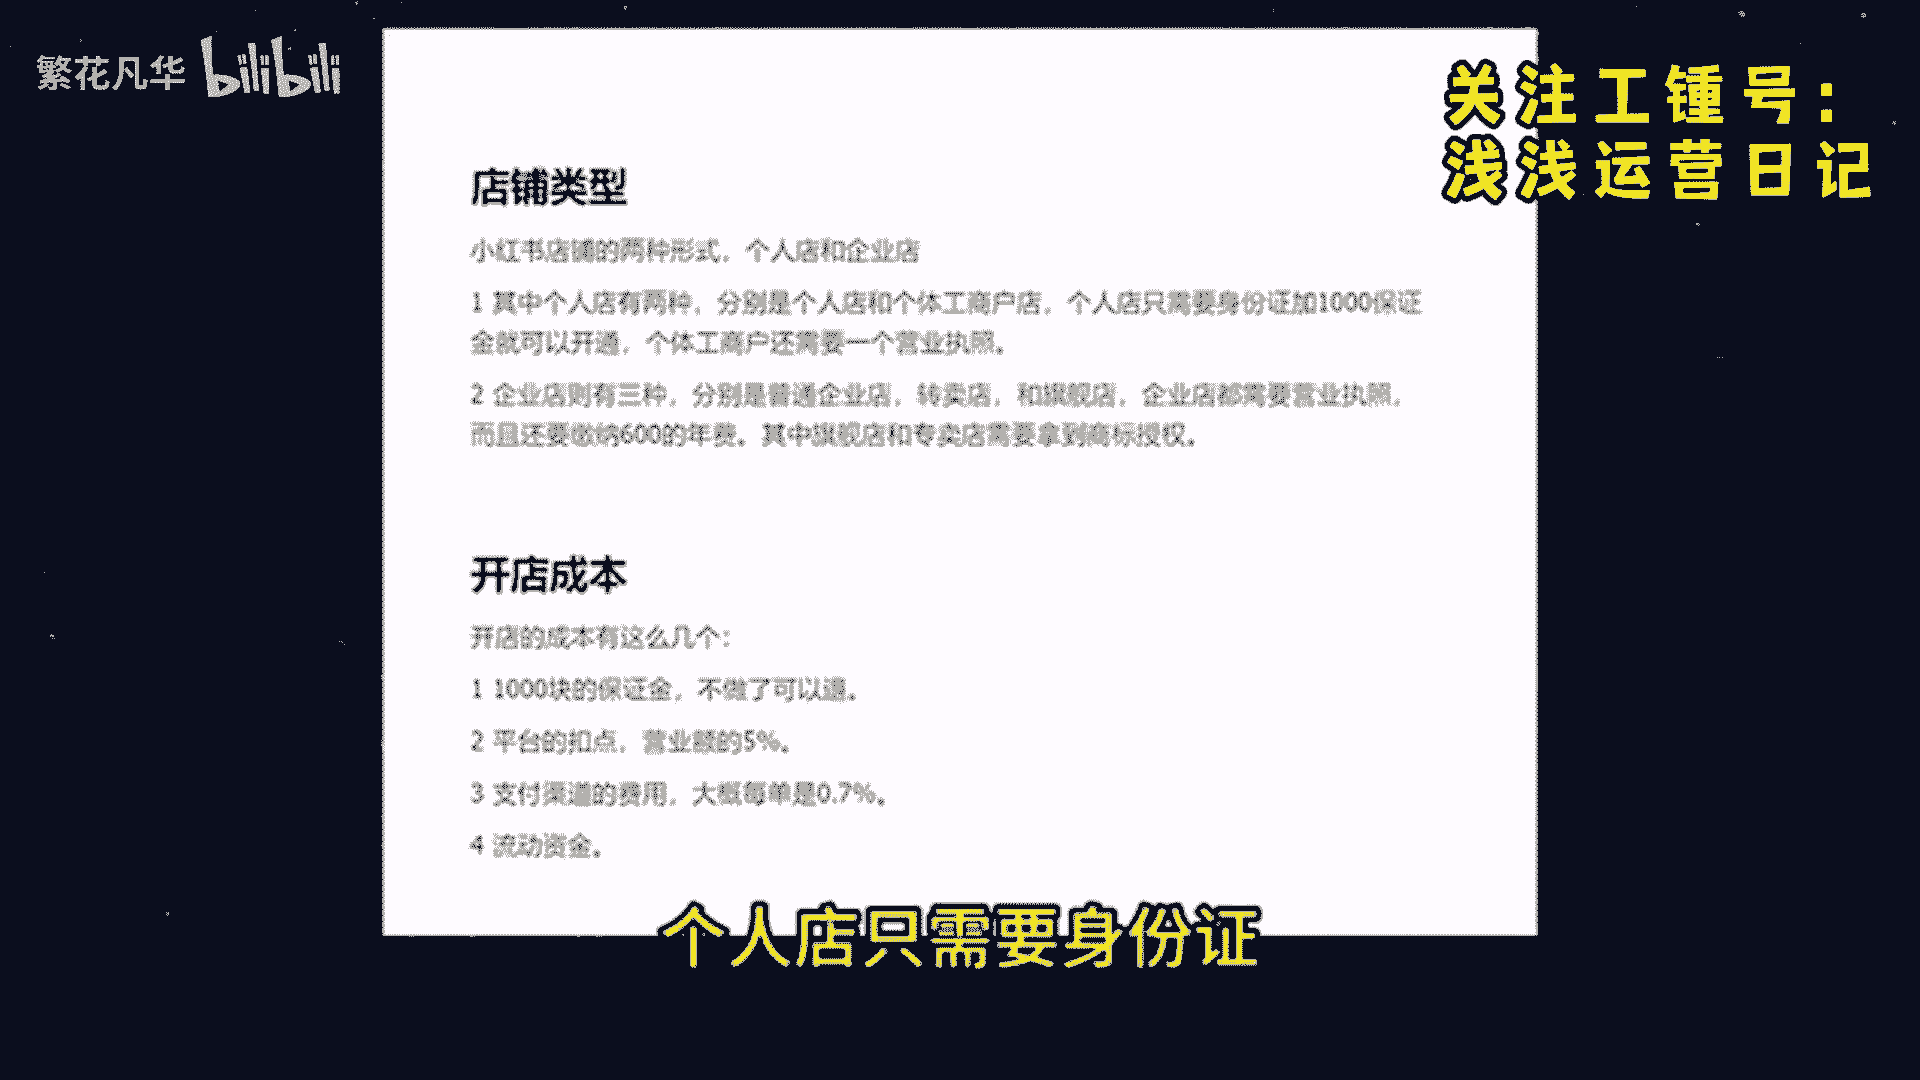 繁花凡华 bilibili
关注工锺号：
浅浅运营日记
店铺类型
小红书店铺的两种形式，个人店和企业店
1 其中个人店有两种，分别是个人店和个体工商户店，个人店只需要身份证加1000保证
金就可以开通，个体工商户还需要一个营业执照。
2 企业店则有三种，分别是普通企业店，转卖店，和旗舰店，企业店都需要营业执照，
而且还要缴纳600的年费。其中旗舰店和专卖店需要拿到商标授权。
开店成本
开店的成本有这么几个：
1 1000块的保证金，不做了可以退。
2 平台的扣点，营业额的5%。
3 支付渠道的费用，大概每单是0.7%。
4 流动资金。
个人店只需要身份证